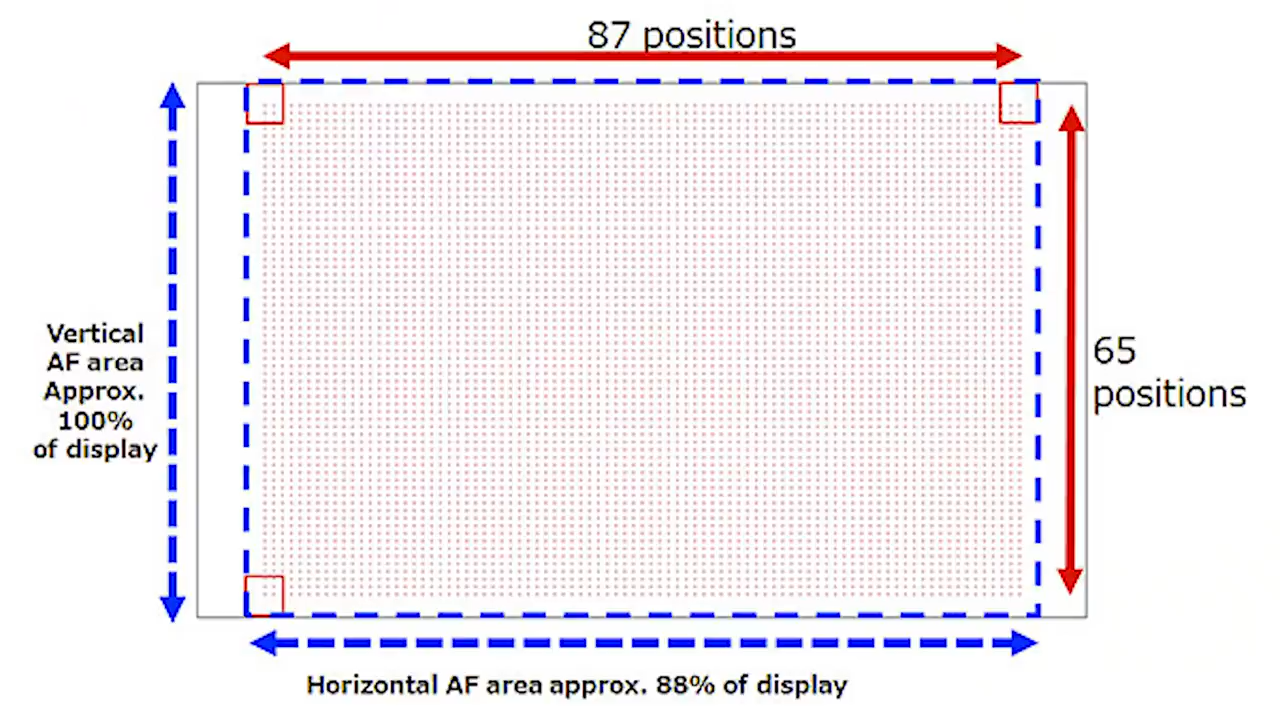 87 positions
Vertical
AF area
Approx.
100%
of display
65
positions
Horizontal AF area approx. 88% of display